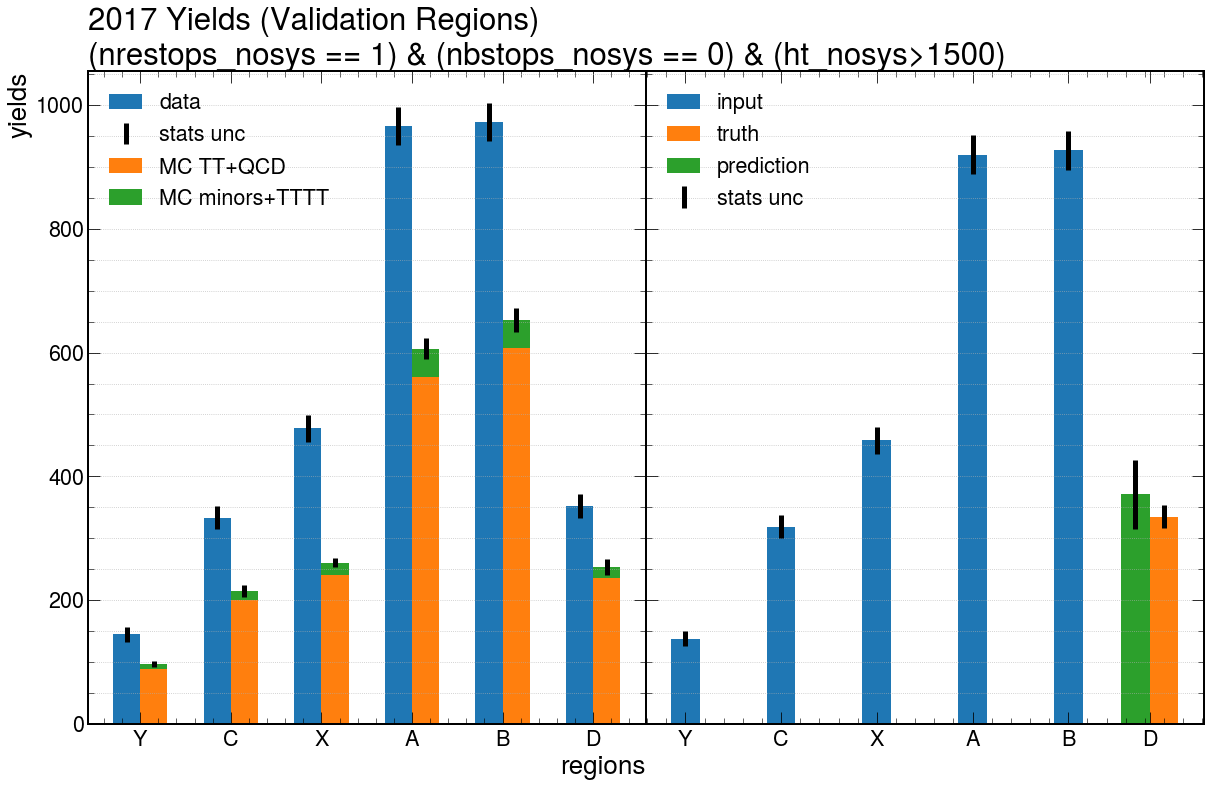 2017 Yields (Validation Regions)
(nrestops_nosys == 1) & (nbstops_nosys == 0) & (ht_nosys>1500)
yields
1000
800
600
400
200
0
data
stats unc
MC TT+QCD
MC minors+TTTT
input
truth
prediction
stats unc
Y C X A B D
Y C X A B D
regions